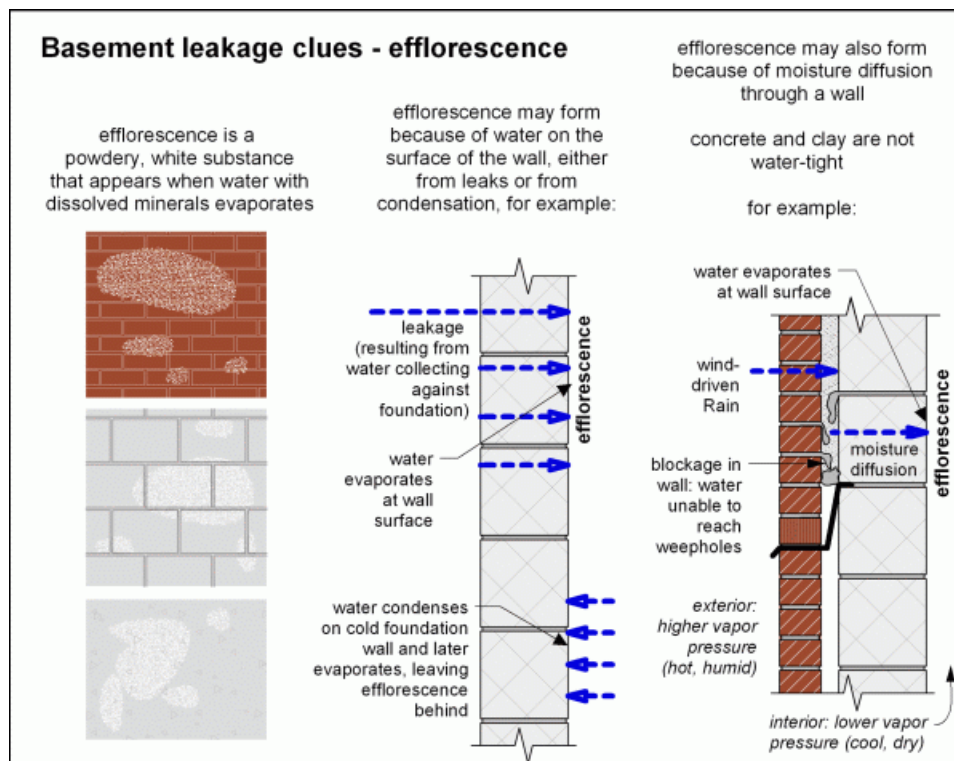 Basement leakage clues - efflorescence
efflorescence is a
powdery, white substance
that appears when water with
dissolved minerals evaporates
efflorescence may form
because of water on the
surface of the wall, either
from leaks or from
condensation, for example:
leakage
(resulting from
water collecting
against
foundation)
efflorescence
water
evaporates
at wall
surface
water condenses
on cold foundation
wall and later
evaporates, leaving
efflorescence
behind
efflorescence may also form
because of moisture diffusion
through a wall
concrete and clay are not
water-tight
for example:
water evaporates
at wall surface
wind-
driven
Rain
moisture
diffusion
efflorescence
blockage in
wall: water
unable to
reach
weepholes
exterior:
higher vapor
pressure
(hot, humid)
interior: lower vapor
pressure (cool, dry)